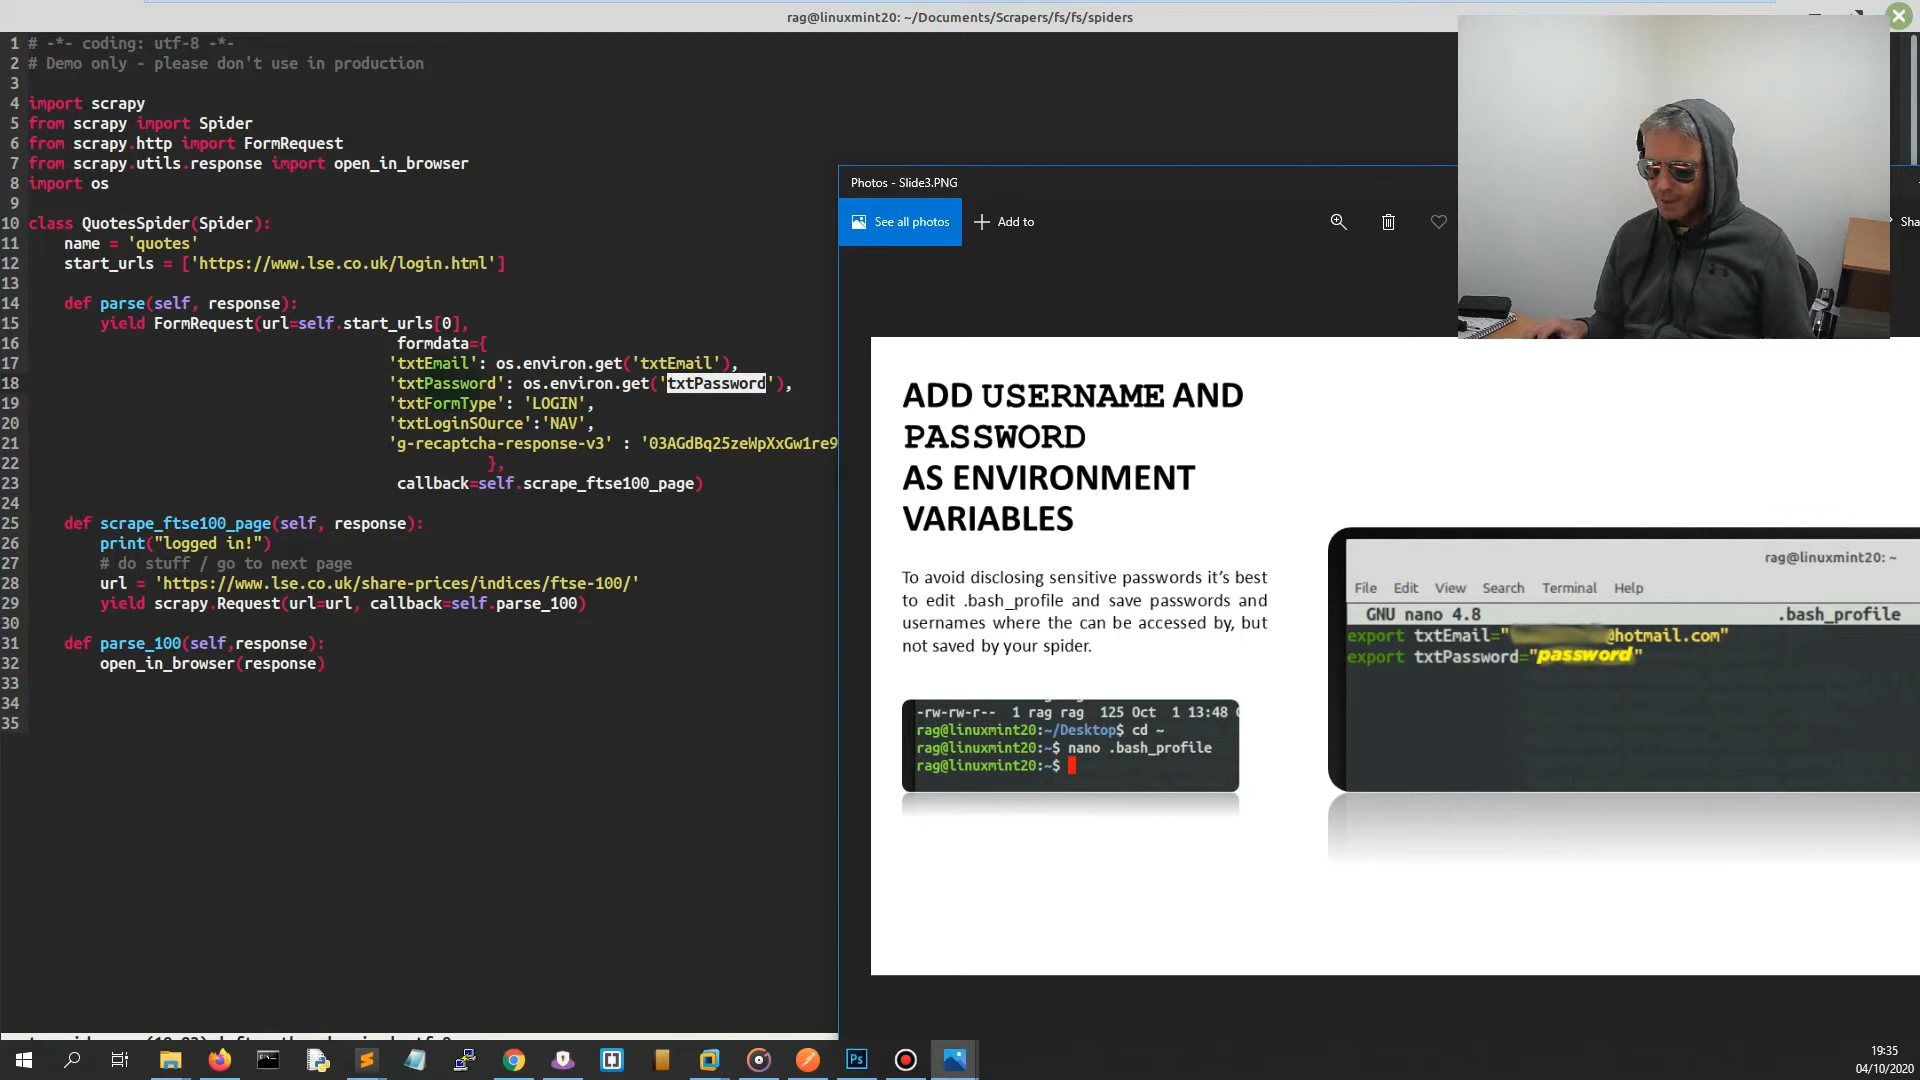 rag@linuxmint20: ~/Documents/Scrapers/fs/fs/spiders
1 # -*- coding: utf-8 -*-
2 # Demo only - please don't use in production
3
4 import scrapy
5 from scrapy import Spider
6 from scrapy.http import FormRequest
7 from scrapy.utils.response import open_in_browser
8 import os
9
10 class QuotesSpider(Spider):
11 name = 'quotes'
12 start_urls = ['https://www.lse.co.uk/login.html']
13
14 def parse(self, response):
15 yield FormRequest(url=self.start_urls[0],
16 formdata={
17 'txtEmail': os.environ.get('txtEmail'),
18 'txtPassword': os.environ.get('txtPassword'),
19 'txtFormType': 'LOGIN',
20 'txtLoginSOurce':'NAV',
21 'g-recaptcha-response-v3' : '03AGdBq25zeWpXxGw1re9
22 },
23 callback=self.scrape_ftse100_page)
24
25 def scrape_ftse100_page(self, response):
26 print("logged in!")
27 # do stuff / go to next page
28 url = 'https://www.lse.co.uk/share-prices/indices/ftse-100/'
29 yield scrapy.Request(url=url, callback=self.parse_100)
30
31 def parse_100(self,response):
32 open_in_browser(response)
33
34
35
Photos - Slide3.PNG
See all photos
Add to
Sha
ADD USERNAME AND
PASSWORD
AS ENVIRONMENT
VARIABLES
To avoid disclosing sensitive passwords it's best
to edit .bash_profile and save passwords and
usernames where the can be accessed by, but
not saved by your spider.
-rw-rw-r-- 1 rag rag 125 Oct 1 13:48
rag@linuxmint20:~/Desktop$ cd ~
rag@linuxmint20:~$ nano .bash_profile
rag@linuxmint20:~$
rag@linuxmint20: ~
File Edit View Search Terminal Help
GNU nano 4.8 .bash_profile
export txtEmail="@hotmail.com"
export txtPassword="password"
Ps
19:35
04/10/2020